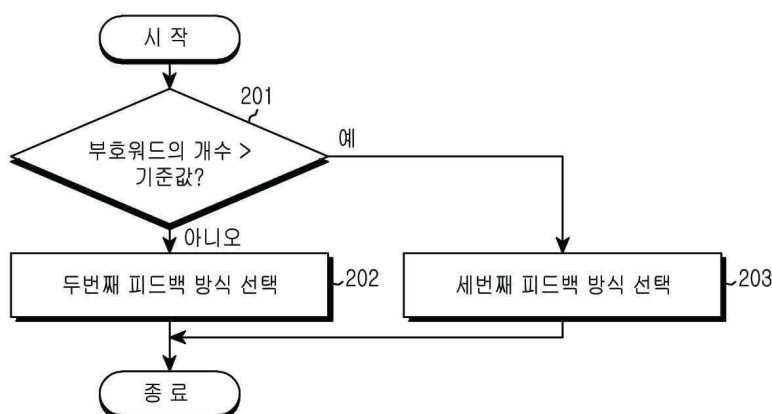 시 작
201
부호워드의 개수 >
기준값?
예
아니오
두번째 피드백 방식 선택
202
세번째 피드백 방식 선택
203
종 료